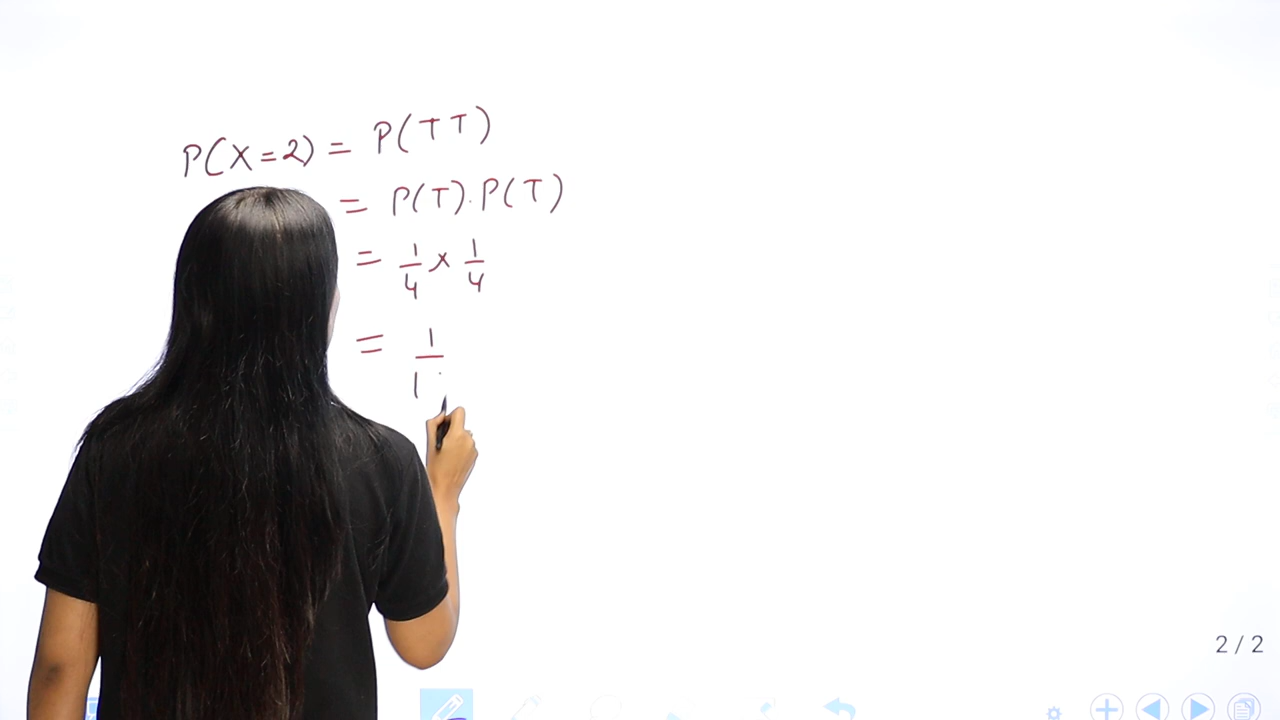 P(X=2) = P(TT)
= P(T).P(T)
= 1/4 × 1/4
= 1/1
2 / 2